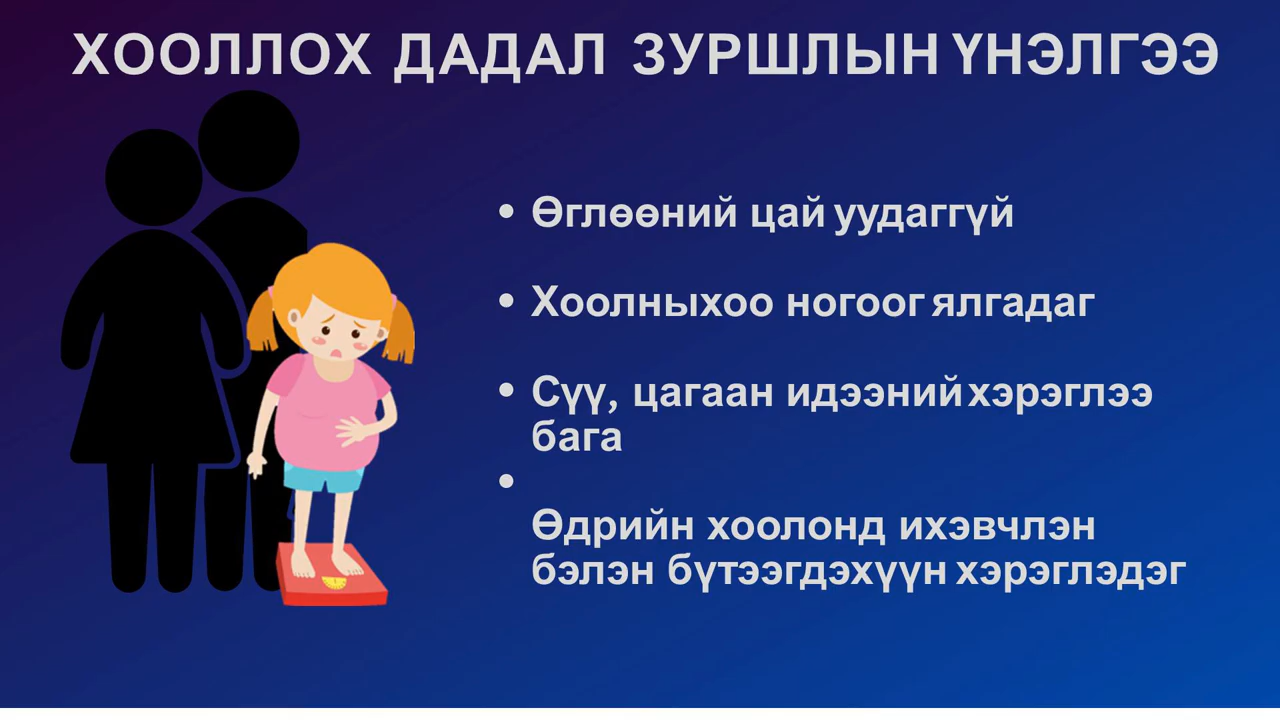 ХООЛЛОХ ДАДАЛ ЗУРШЛЫН ҮНЭЛГЭЭ
• Өглөөний цай уудаггүй
• Хоолныхоо ногоог ялгадаг
• Сүү, цагаан идээний хэрэглээ
бага
•
Өдрийн хоолонд ихэвчлэн
бэлэн бүтээгдэхүүн хэрэглэдэг